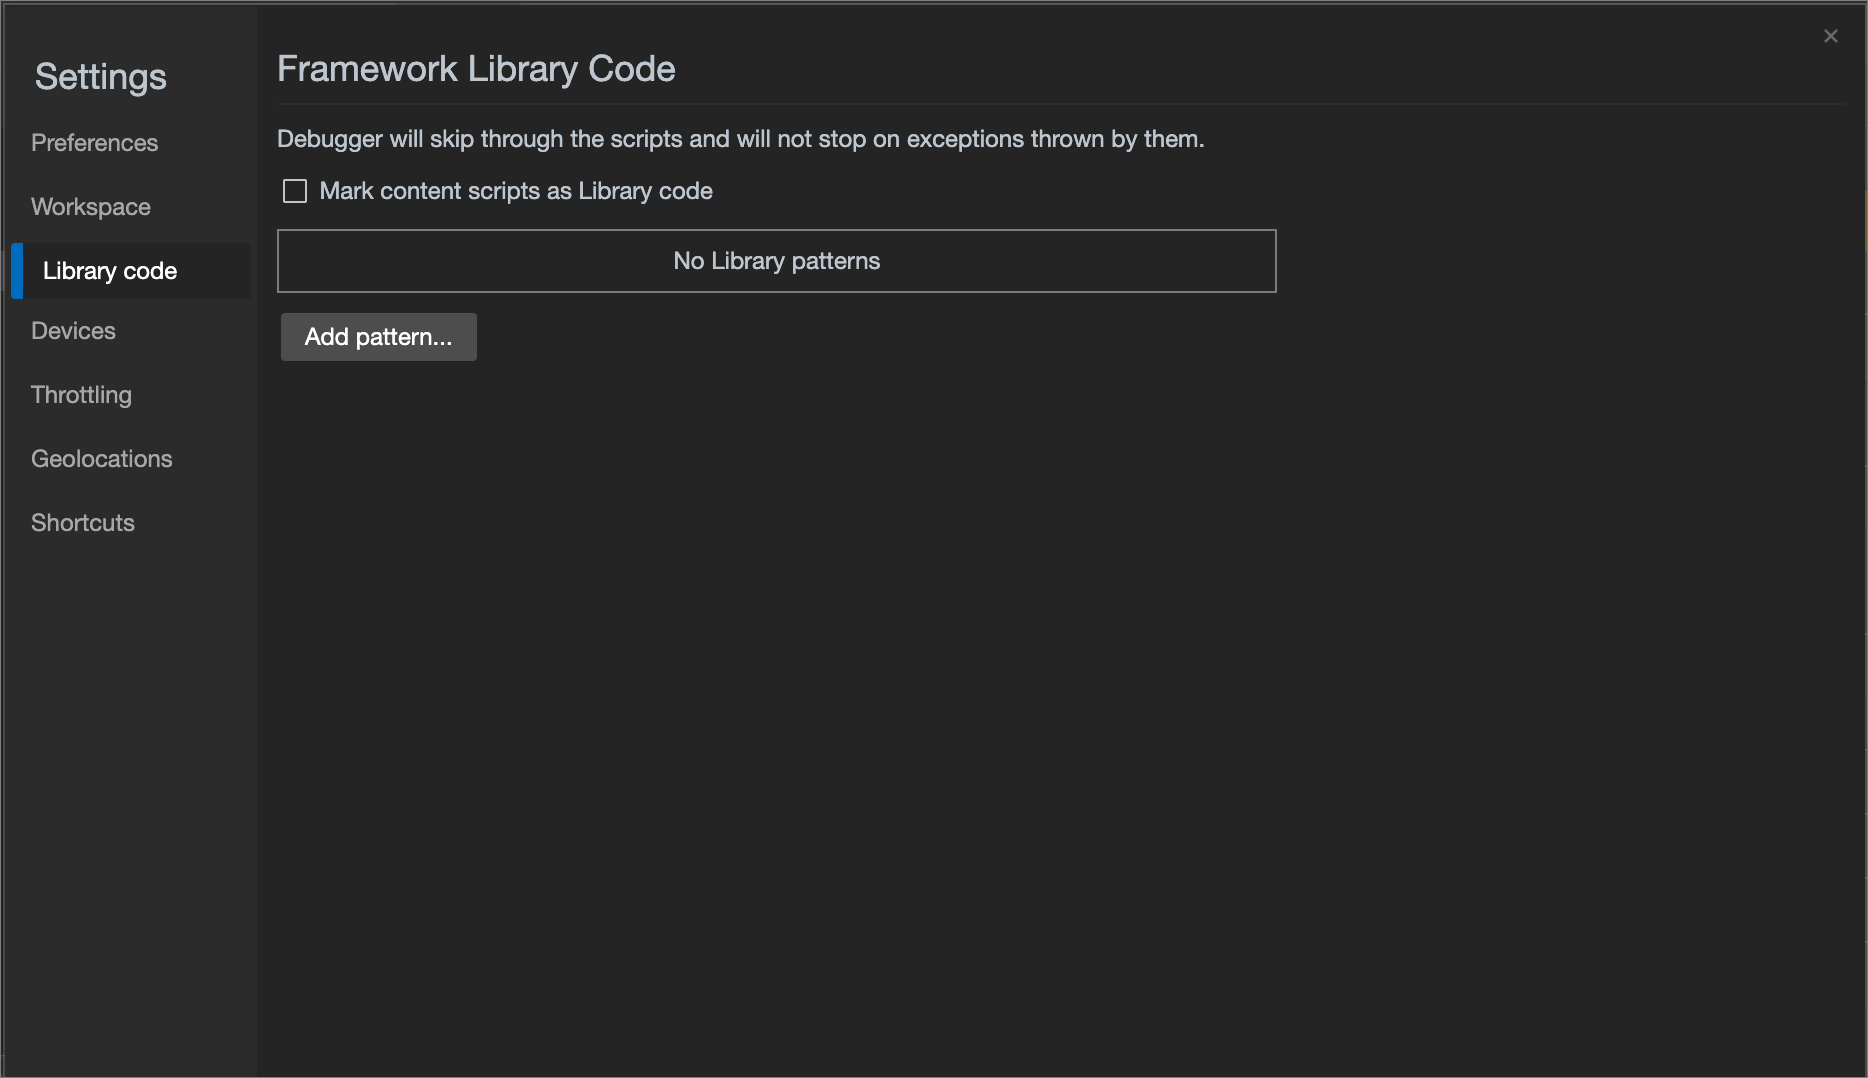 Settings
Preferences
Workspace
Library code
Devices
Throttling
Geolocations
Shortcuts
Framework Library Code
Debugger will skip through the scripts and will not stop on exceptions thrown by them.
Mark content scripts as Library code
No Library patterns
Add pattern...